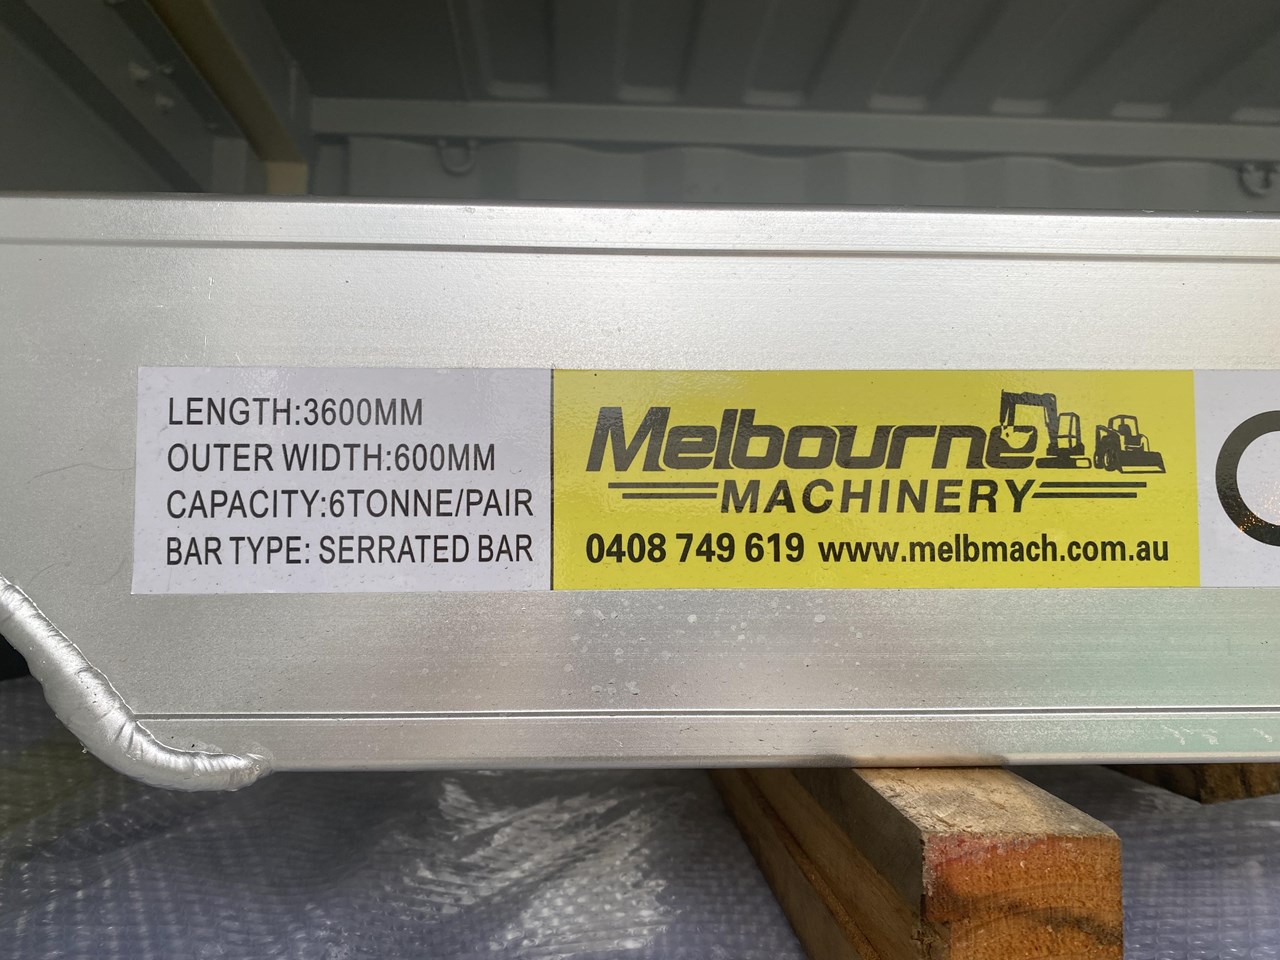 LENGTH:3600MM
OUTER WIDTH:600MM
CAPACITY:6TONNE/PAIR
BAR TYPE: SERRATED BAR
Melbourne
MACHINERY
0408 749 619 www.melbmach.com.au